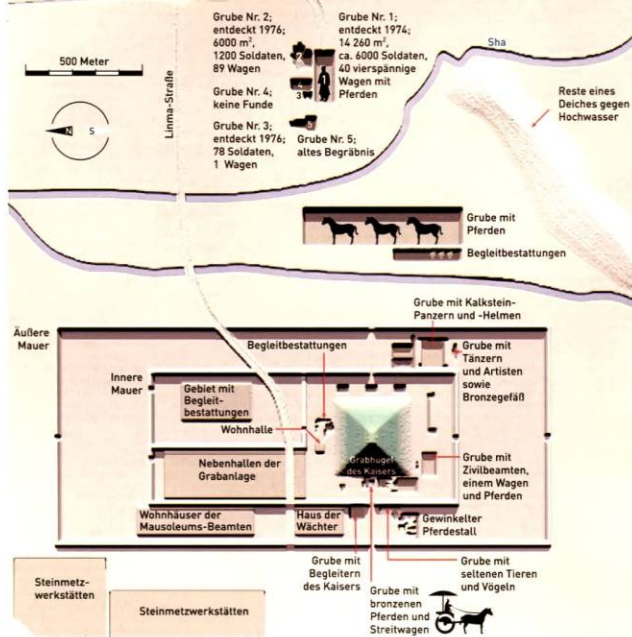 Grube Nr. 2;
entdeckt 1976;
6000 m²,
1200 Soldaten,
89 Wagen
Grube Nr. 1;
entdeckt 1974;
14 260 m²,
ca. 6000 Soldaten,
40 vierspännige
Wagen mit
Pferden
Grube Nr. 4;
keine Funde
Grube Nr. 3;
entdeckt 1976;
78 Soldaten,
1 Wagen
Grube Nr. 5;
altes Begräbnis
2
1
4
3
5
500 Meter
N S
Linma-Straße
Sha
Reste eines
Deiches gegen
Hochwasser
Grube mit
Pferden
Begleitbestattungen
Grube mit Kalkstein-
Panzern und -Helmen
Äußere
Mauer
Begleitbestattungen
Grube mit
Tänzern
und Artisten
sowie
Bronzegefäß
Innere
Mauer
Gebiet mit
Begleit-
bestattungen
Wohnhalle
Nebenhallen der
Grabanlage
Grabhügel
des Kaisers
Grube mit
Zivilbeamten,
einem Wagen
und Pferden
Wohnhäuser der
Mausoleums-Beamten
Haus der
Wächter
Gewinkelter
Pferdestall
Grube mit
Begleitern
des Kaisers
Grube mit
bronzenen
Pferden und
Streitwagen
Grube mit
seltenen Tieren
und Vögeln
Steinmetz-
werkstätten
Steinmetzwerkstätten